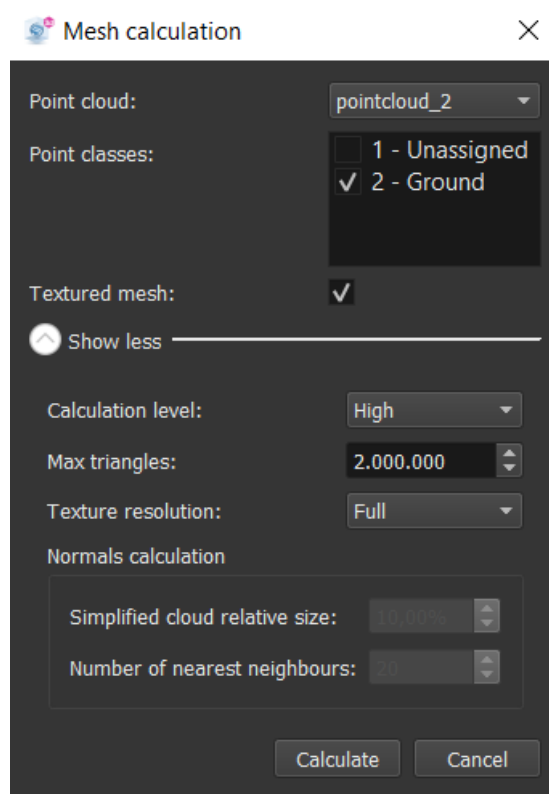 Mesh calculation
Point cloud: pointcloud_2
Point classes: 1 - Unassigned
2 - Ground
Textured mesh:
Show less
Calculation level: High
Max triangles: 2.000.000
Texture resolution: Full
Normals calculation
Simplified cloud relative size: 10,00%
Number of nearest neighbours: 20
Calculate Cancel